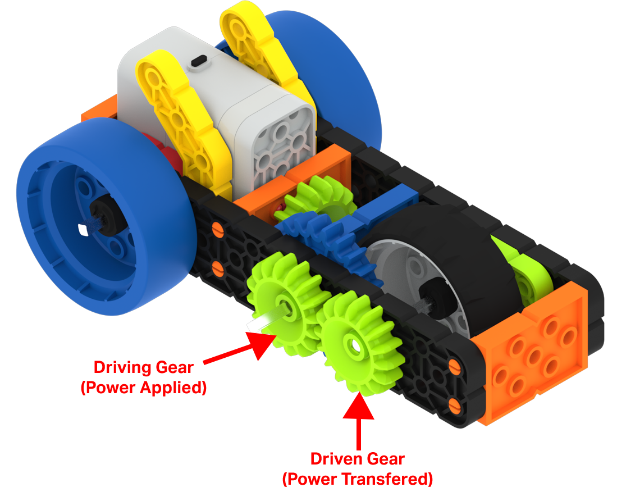 Driving Gear
(Power Applied)
Driven Gear
(Power Transfered)